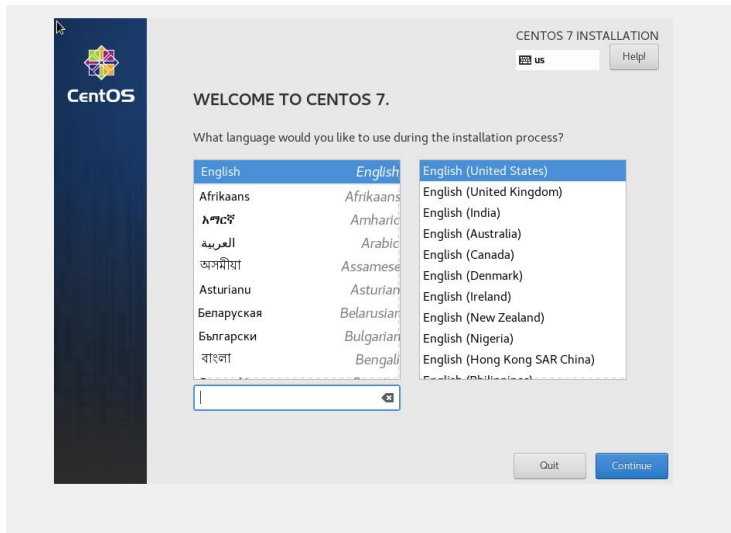 CENTOS 7 INSTALLATION
us
Help!
CentOS
WELCOME TO CENTOS 7.
What language would you like to use during the installation process?
English English
Afrikaans Afrikaans
አማርኛ Amharic
العربية Arabic
অসমীয়া Assamese
Asturianu Asturian
Беларуская Belarusian
Български Bulgarian
বাংলা Bengali
English (United States)
English (United Kingdom)
English (India)
English (Australia)
English (Canada)
English (Denmark)
English (Ireland)
English (New Zealand)
English (Nigeria)
English (Hong Kong SAR China)
English (Philippines)
Quit
Continue